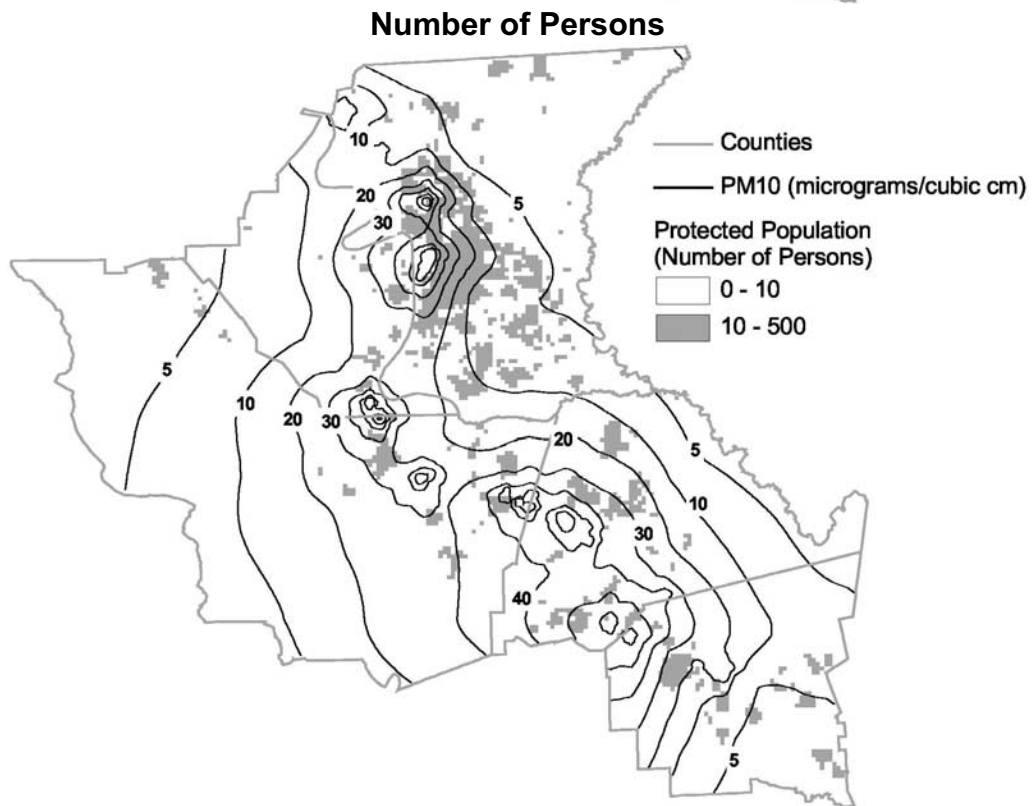 Number of Persons
10
20
30
5
5
10
20
30
20
5
10
30
40
5
Counties
PM10 (micrograms/cubic cm)
Protected Population
(Number of Persons)
0 - 10
10 - 500